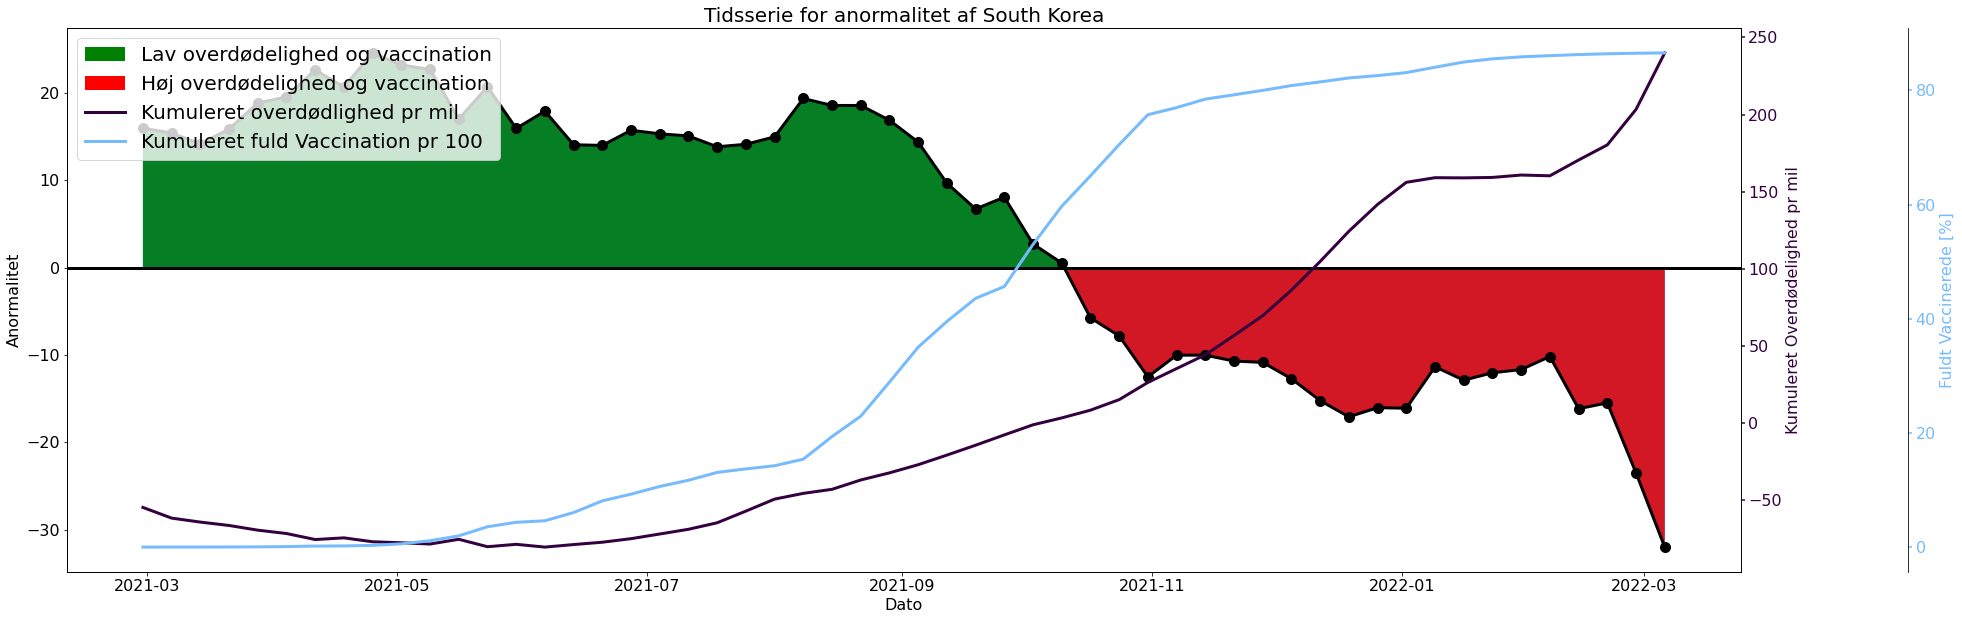 Tidsserie for anormalitet af South Korea
Lav overdødelighed og vaccination
Høj overdødelighed og vaccination
Kumuleret overdødlighed pr mil
Kumuleret fuld Vaccination pr 100
Anormalitet
20
10
0
−10
−20
−30
2021-03
2021-05
2021-07
2021-09
2021-11
2022-01
2022-03
Dato
250
200
150
100
50
0
−50
Kumuleret Overdødelighed pr mil
80
60
40
20
0
Fuldt Vaccinerede [%]